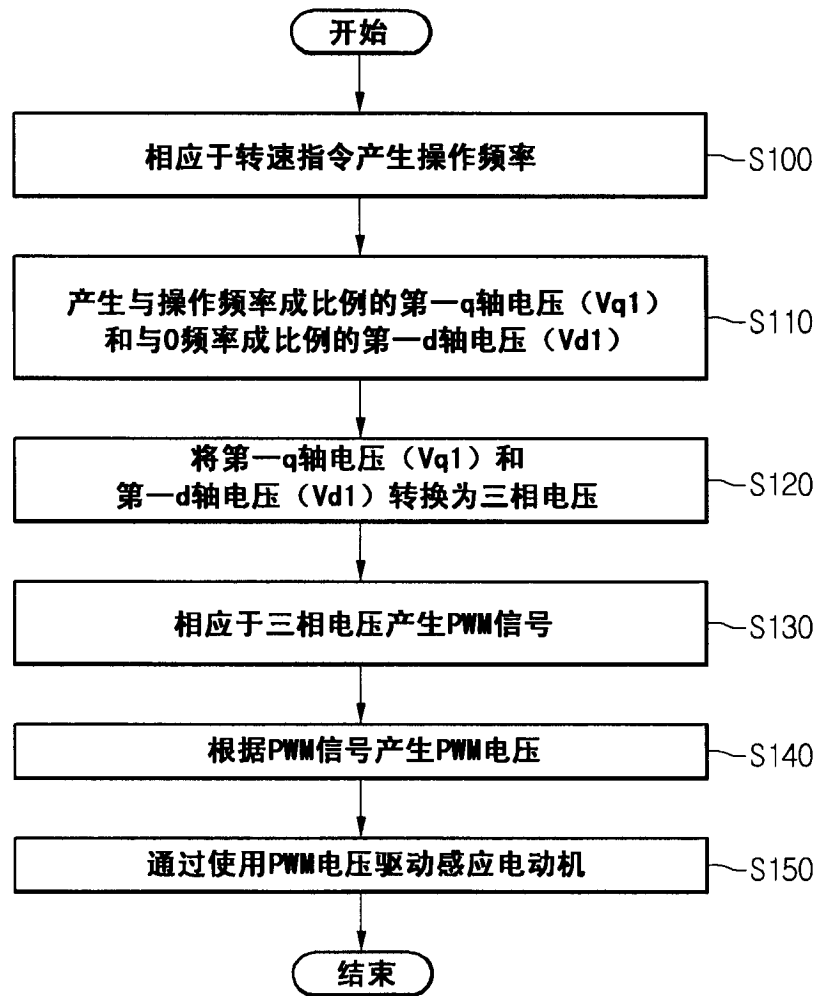 开始
相应于转速指令产生操作频率
S100
产生与操作频率成比例的第一q轴电压（Vq1）
和与0频率成比例的第一d轴电压（Vd1）
S110
将第一q轴电压（Vq1）和
第一d轴电压（Vd1）转换为三相电压
S120
相应于三相电压产生PWM信号
S130
根据PWM信号产生PWM电压
S140
通过使用PWM电压驱动感应电动机
S150
结束